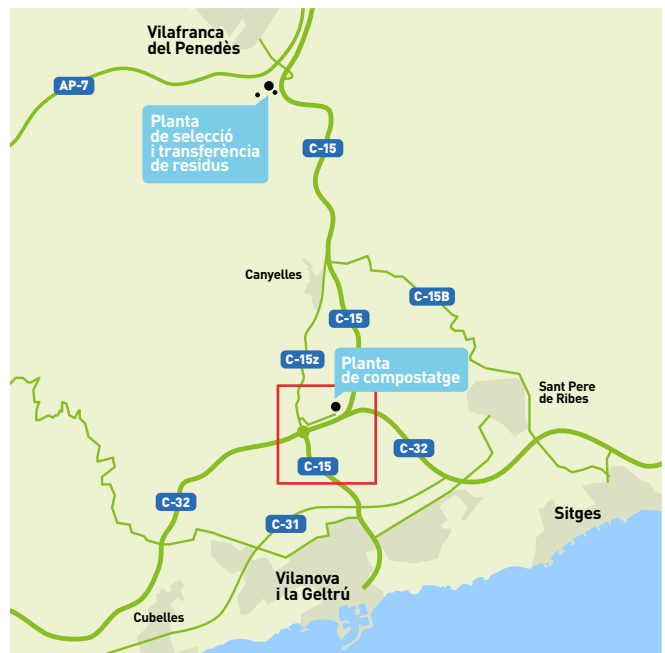 Vilafranca
del Penedès
AP-7
Planta
de selecció
i transferència
de residus
C-15
Canyelles
C-15B
C-15
C-15z
Planta
de compostatge
Sant Pere
de Ribes
C-32
C-15
C-32
C-31
Sitges
Vilanova
i la Geltrú
Cubelles